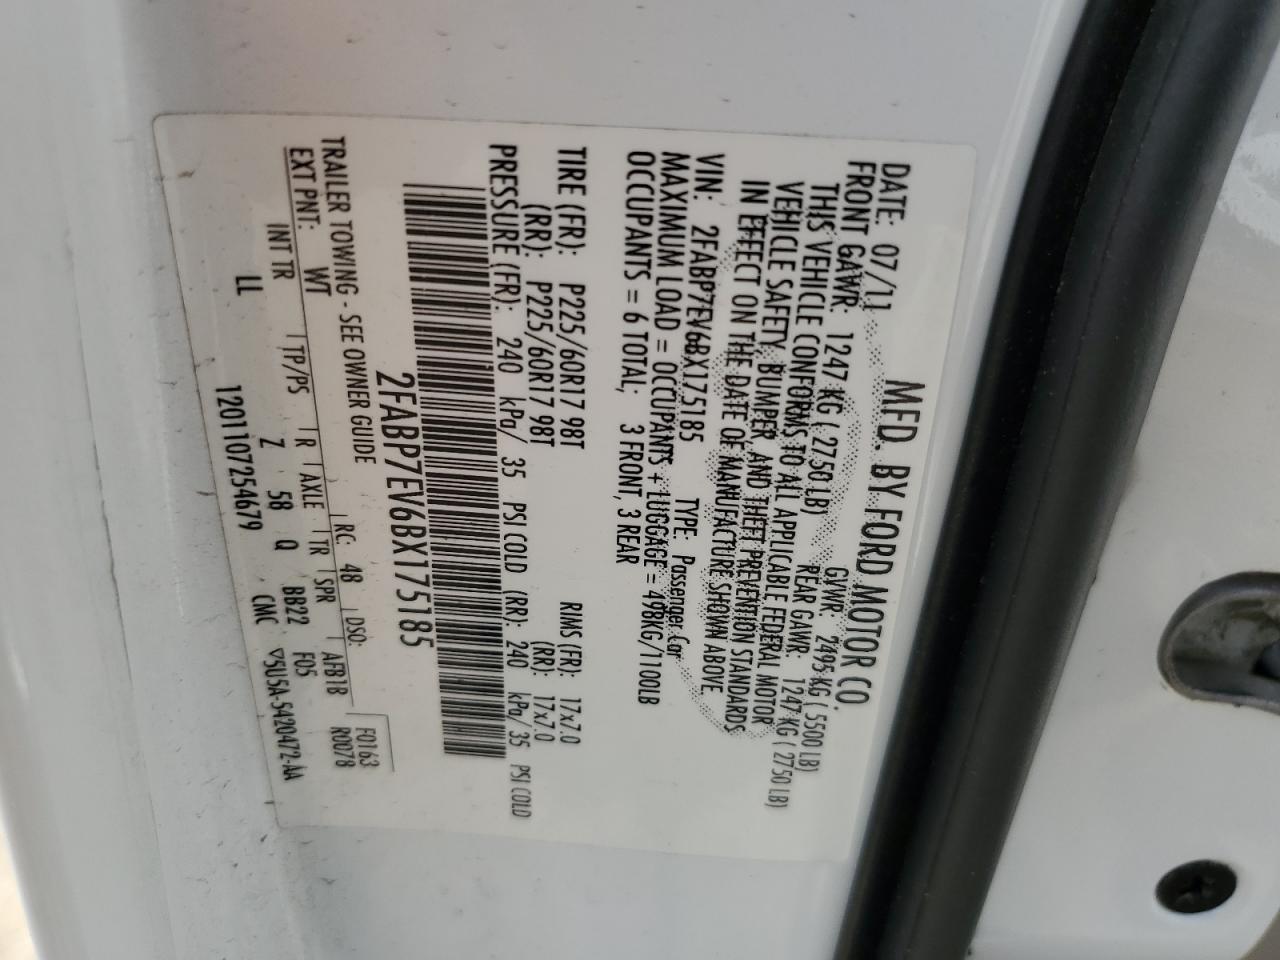 MFD. BY FORD MOTOR CO.
DATE: 07/11 GVWR: 2495 KG ( 5500 LB)
FRONT GAWR: 1247 KG ( 2750 LB) REAR GAWR: 1247 KG ( 2750 LB)
THIS VEHICLE CONFORMS TO ALL APPLICABLE FEDERAL MOTOR
VEHICLE SAFETY, BUMPER, AND THEFT PREVENTION STANDARDS
IN EFFECT ON THE DATE OF MANUFACTURE SHOWN ABOVE.
VIN: 2FABP7EV6BX175185 TYPE: Passenger Car
MAXIMUM LOAD = OCCUPANTS + LUGGAGE = 498KG/1100LB
OCCUPANTS = 6 TOTAL, 3 FRONT, 3 REAR
TIRE (FR): P225/60R17 98T RIMS (FR): 17x7.0
(RR): P225/60R17 98T (RR): 17x7.0
PRESSURE (FR): 240 kPa/ 35 PSI COLD (RR): 240 kPa/ 35 PSI COLD
2FABP7EV6BX175185
TRAILER TOWING - SEE OWNER GUIDE
F0163
EXT PNT: WT RC: 48 DSO: R0078
INT TR TP/PS R AXLE TR SPR AFB1B
LL Z 58 Q BB22 F05
1201107254679 CMC ▽5U5A-5420472-AA